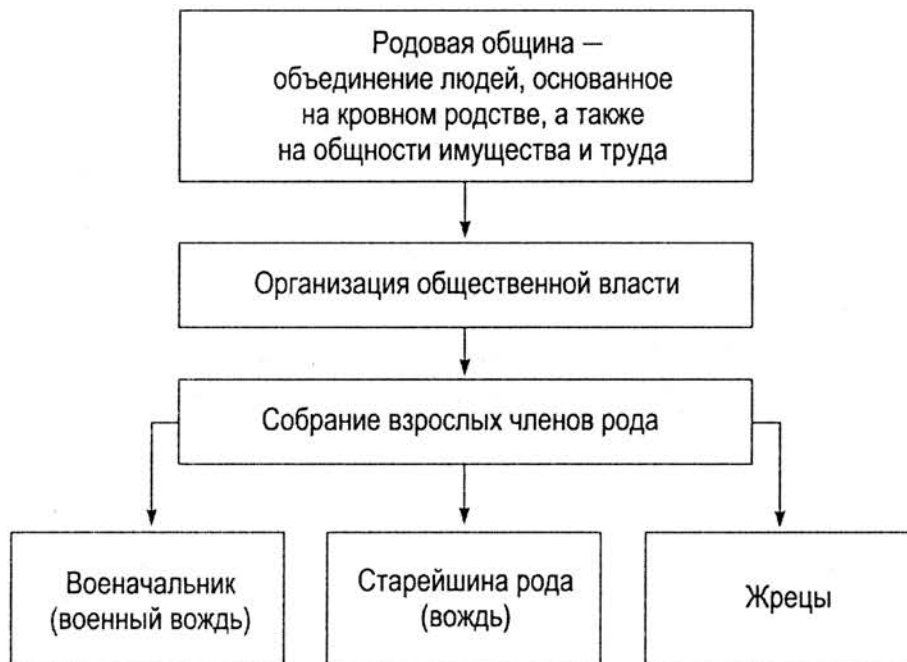 Родовая община —
объединение людей, основанное
на кровном родстве, а также
на общности имущества и труда
Организация общественной власти
Собрание взрослых членов рода
Военачальник
(военный вождь)
Старейшина рода
(вождь)
Жрецы